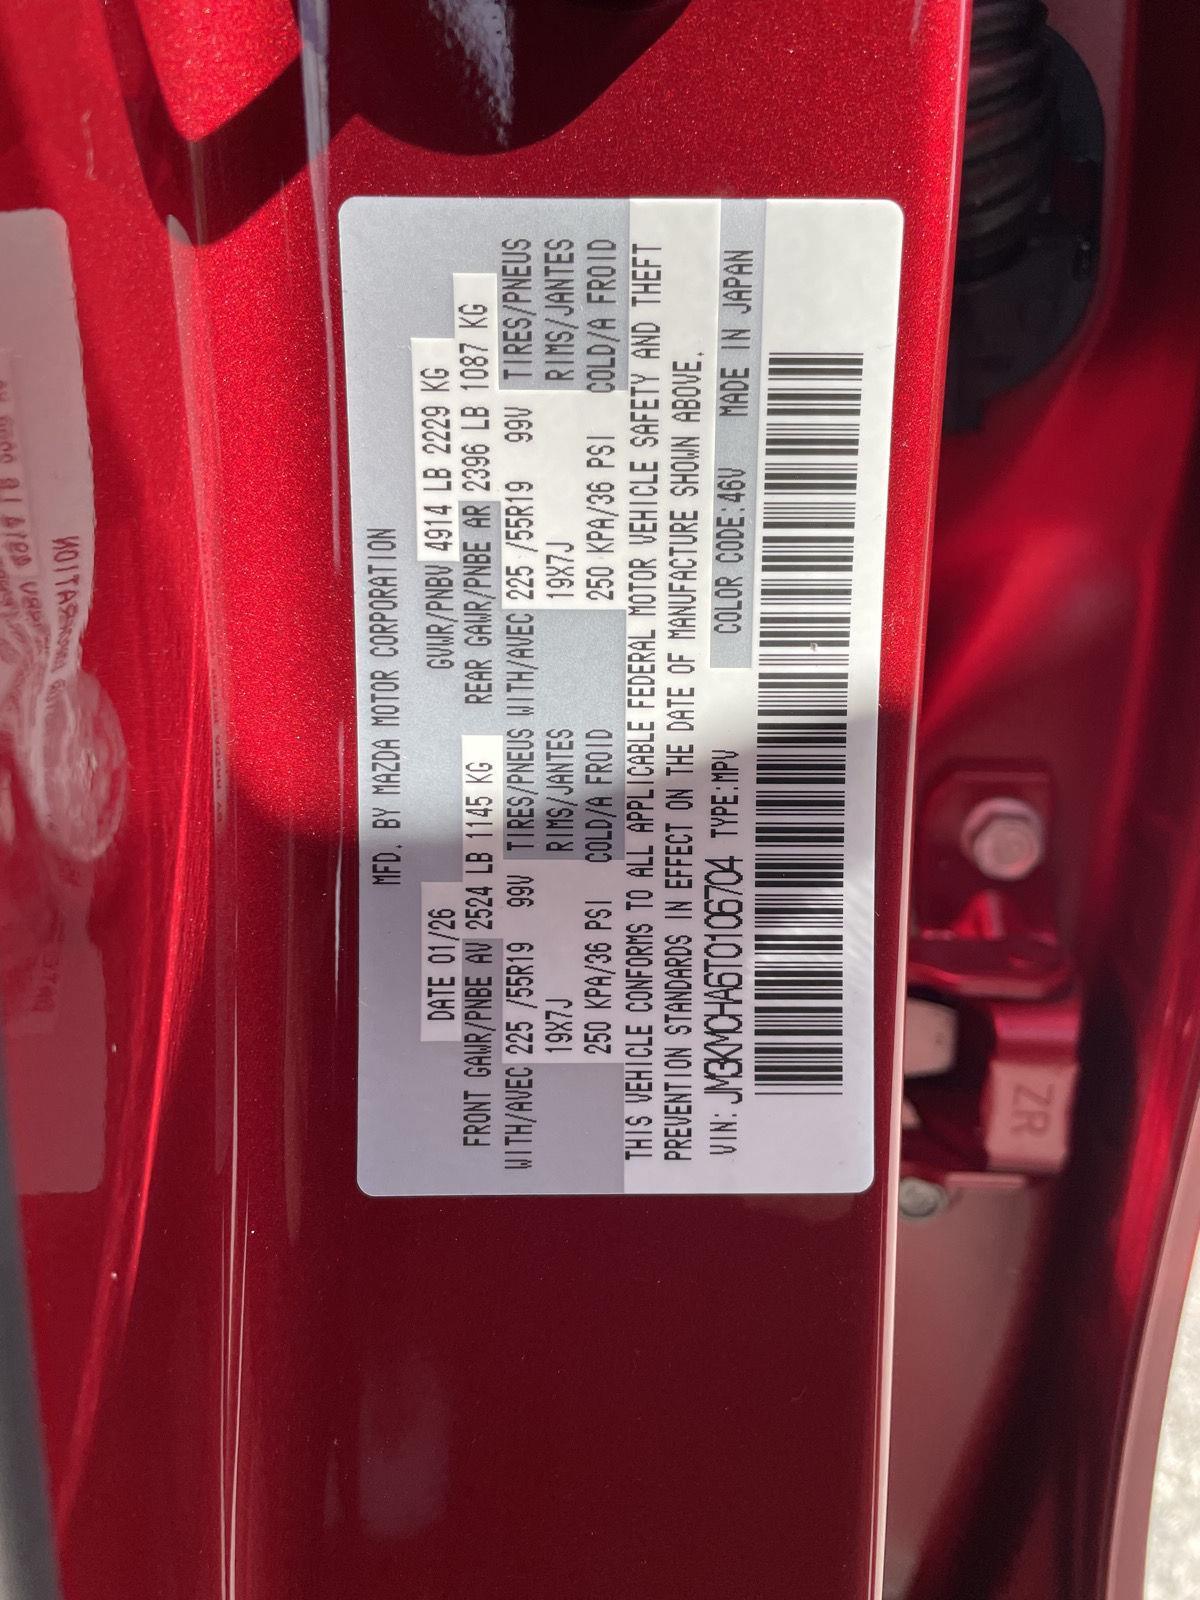 MFD. BY MAZDA MOTOR CORPORATION
DATE 01/26 GVWR/PNBV 4914 LB 2229 KG
FRONT GAWR/PNBE AV 2524 LB 1145 KG REAR GAWR/PNBE AR 2396 LB 1087 KG
WITH/AVEC 225 /55R19 99V TIRES/PNEUS WITH/AVEC 225 /55R19 99V TIRES/PNEUS
19X7J RIMS/JANTES 19X7J RIMS/JANTES
250 KPA/36 PSI COLD/A FROID 250 KPA/36 PSI COLD/A FROID
THIS VEHICLE CONFORMS TO ALL APPLICABLE FEDERAL MOTOR VEHICLE SAFETY AND THEFT
PREVENTION STANDARDS IN EFFECT ON THE DATE OF MANUFACTURE SHOWN ABOVE.
VIN: JM3KMCHA6T0106704 TYPE:MPV COLOR CODE:46V MADE IN JAPAN
ZR